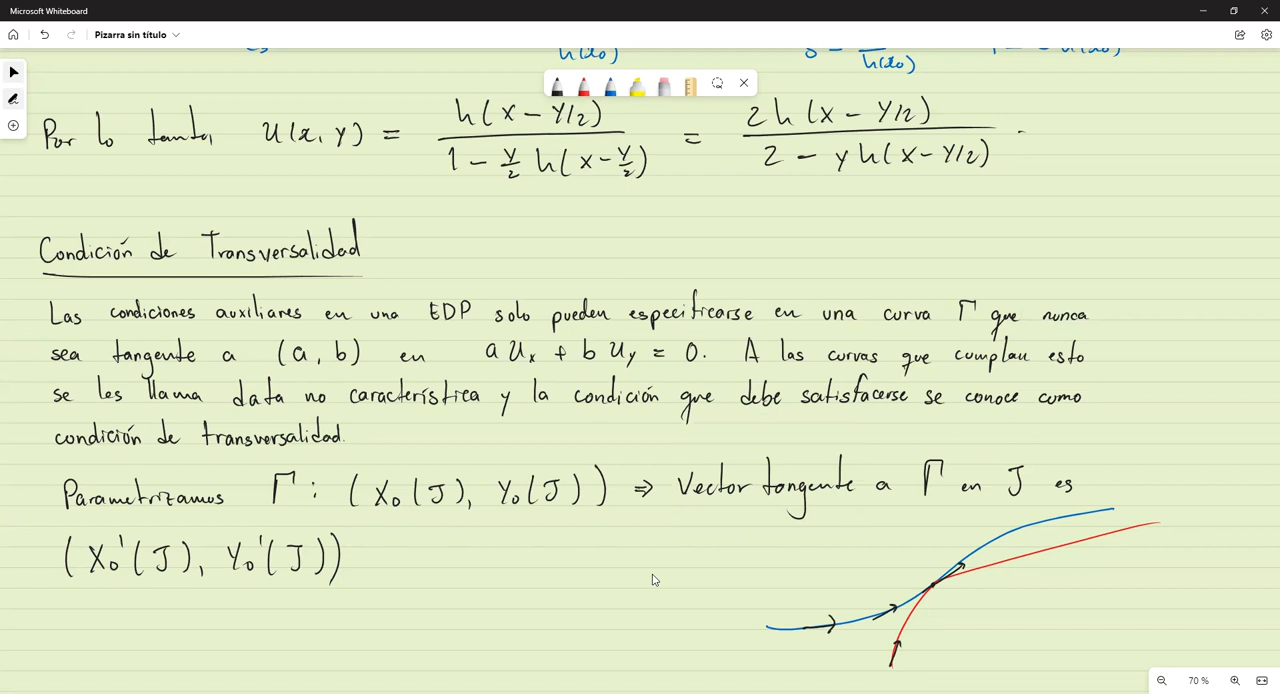 Microsoft Whiteboard
Pizarra sin título
h(x₀)
h(x₀)
Por lo tanto, u(x, y) = h(x - y/2) / (1 - y/2 h(x - y/2)) = 2h(x - y/2) / (2 - y h(x - y/2)) .
Condición de Transversalidad
Las condiciones auxiliares en una EDP solo pueden especificarse en una curva Γ que nunca
sea tangente a (a, b) en a uₓ + b u_y = 0. A las curvas que cumplan esto
se les llama data no característica y la condición que debe satisfacerse se conoce como
condición de transversalidad.
Parametrizamos Γ : (X₀(J), Y₀(J)) ⇒ Vector tangente a Γ en J es
(X₀'(J), Y₀'(J))
70 %